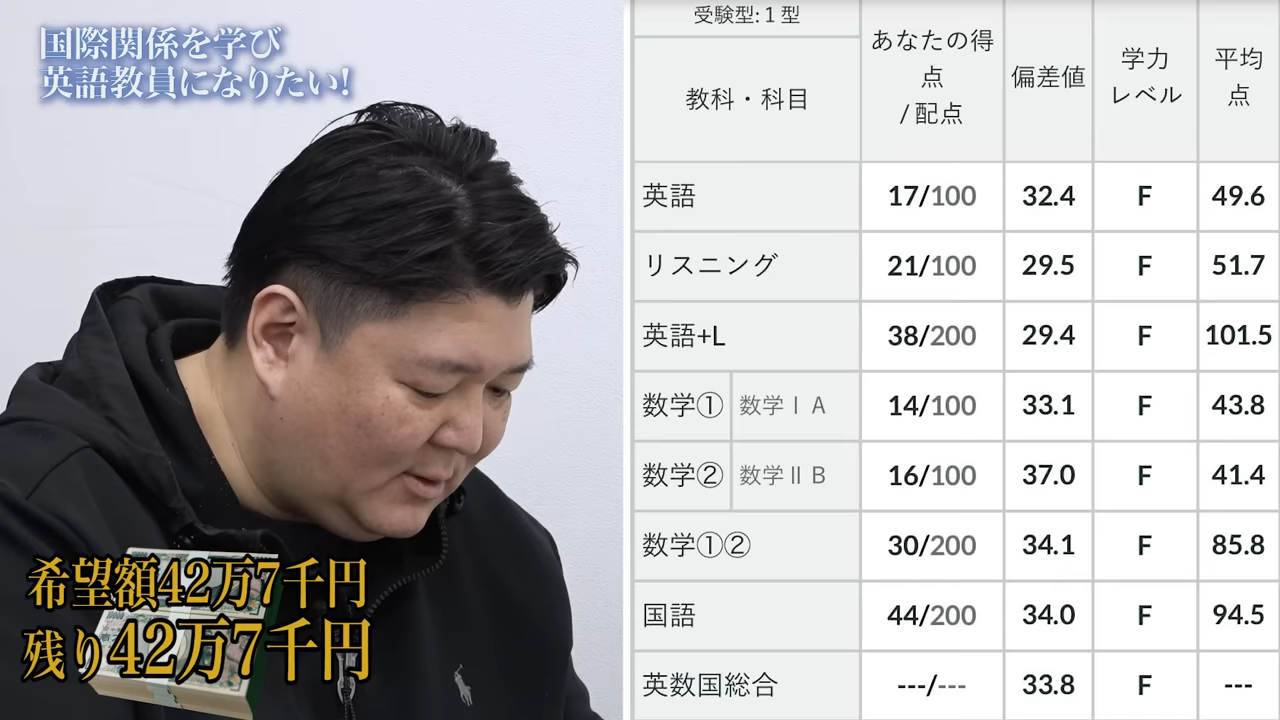 国際関係を学び
英語教員になりたい!
希望額42万7千円
残り42万7千円
受験型:1型
教科・科目 あなたの得点/配点 偏差値 学力レベル 平均点
英語 17/100 32.4 F 49.6
リスニング 21/100 29.5 F 51.7
英語+L 38/200 29.4 F 101.5
数学① 数学ⅠA 14/100 33.1 F 43.8
数学② 数学ⅡB 16/100 37.0 F 41.4
数学①② 30/200 34.1 F 85.8
国語 44/200 34.0 F 94.5
英数国総合 ---/--- 33.8 F ---